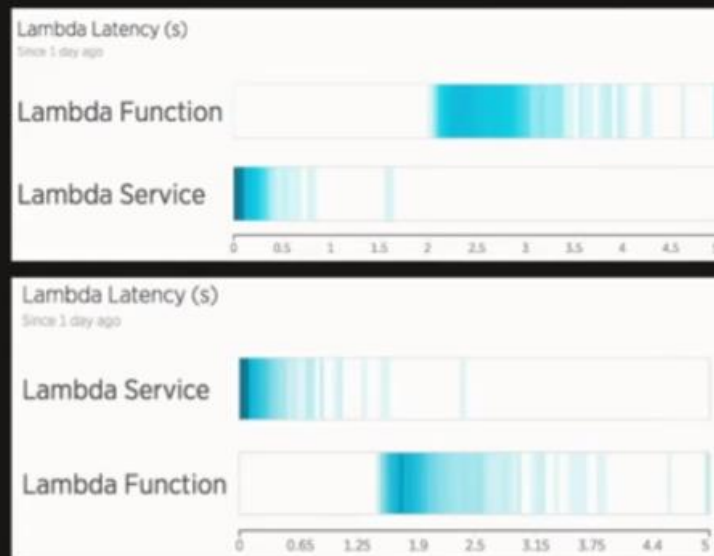 Lambda Latency (s)
Since 1 day ago
Lambda Function
Lambda Service
0 0.5 1 1.5 2 2.5 3 3.5 4 4.5
Lambda Latency (s)
Since 1 day ago
Lambda Service
Lambda Function
0 0.65 1.25 1.9 2.5 3.15 3.75 4.4 5